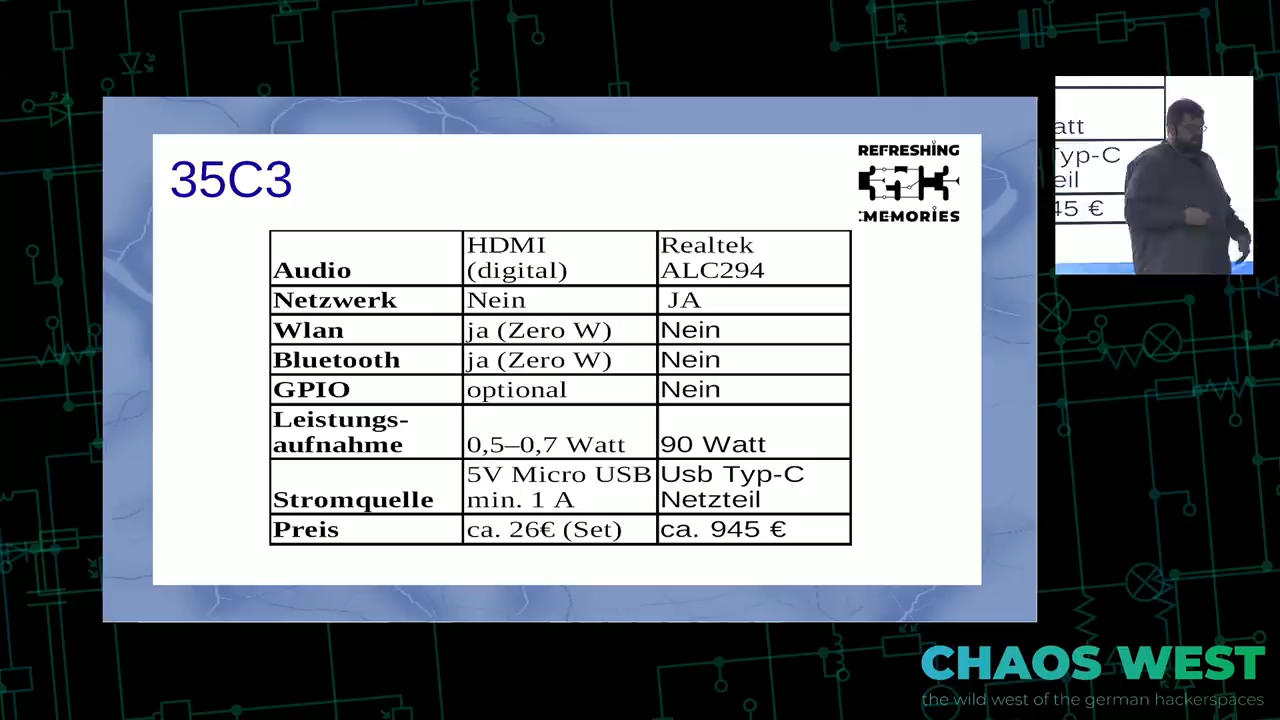 35C3
REFRESHING
:MEMORIES
Audio HDMI (digital) Realtek ALC294
Netzwerk Nein JA
Wlan ja (Zero W) Nein
Bluetooth ja (Zero W) Nein
GPIO optional Nein
Leistungs-
aufnahme 0,5–0,7 Watt 90 Watt
Stromquelle 5V Micro USB min. 1 A Usb Typ-C Netzteil
Preis ca. 26€ (Set) ca. 945 €
att
Typ-C
eil
45 €
CHAOS WEST
the wild west of the german hackerspaces